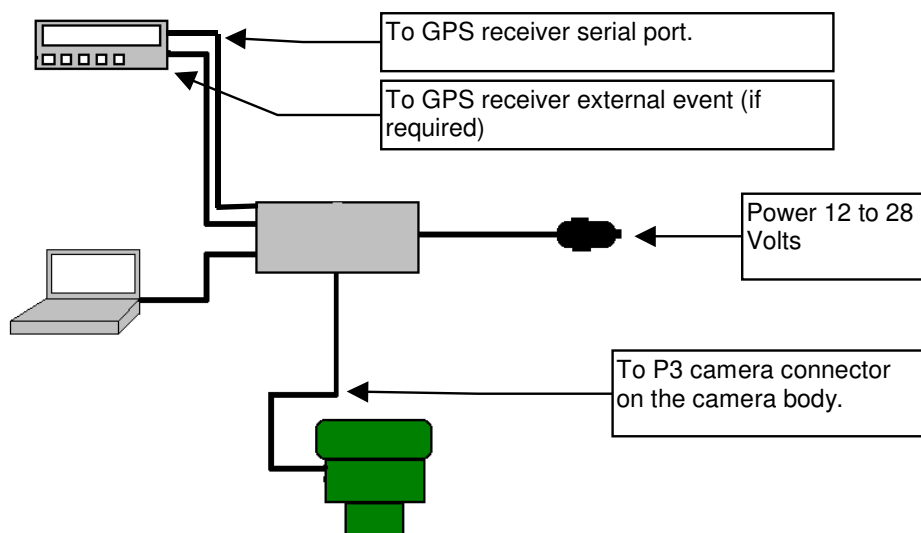 To GPS receiver serial port.
To GPS receiver external event (if
required)
Power 12 to 28
Volts
To P3 camera connector
on the camera body.